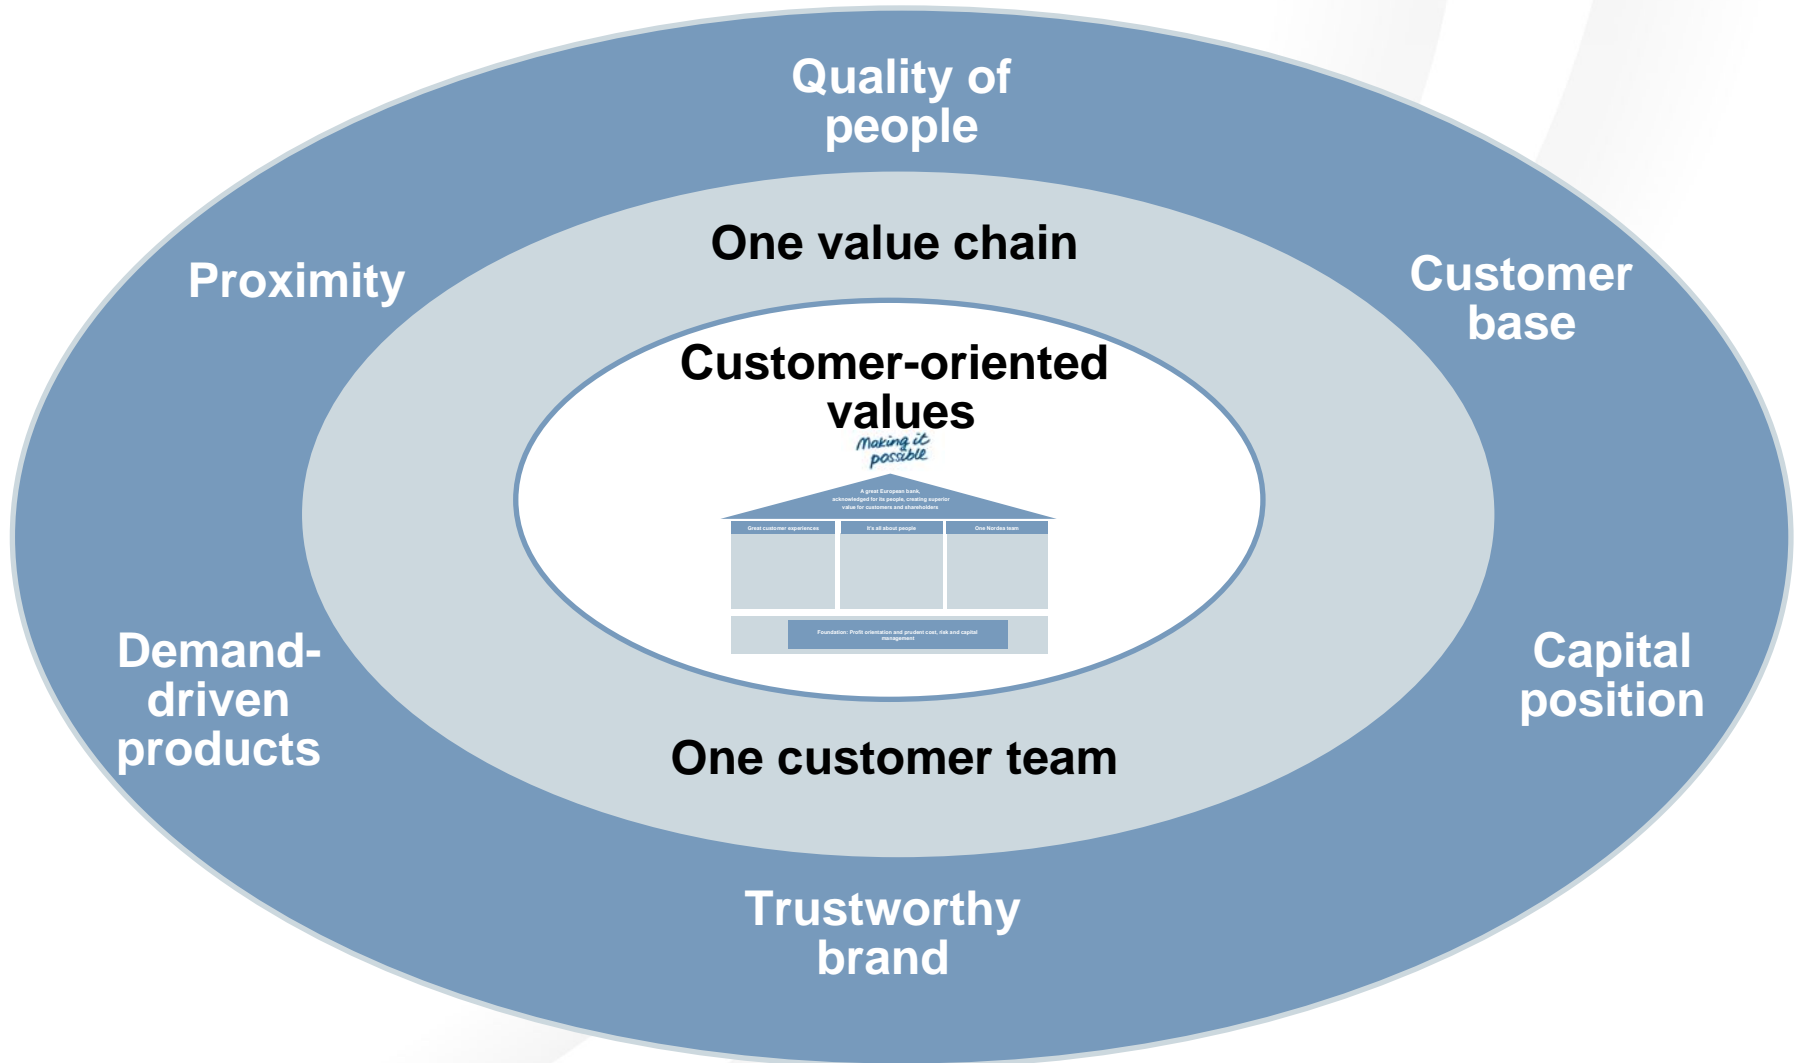 Quality of
people
One value chain
Proximity
Customer
base
Customer-oriented
values
Making it
possible
A great European bank,
acknowledged for its people, creating superior
value for customers and shareholders
Great customer experiences
It's all about people
One Nordea team
Foundation: Profit orientation and prudent cost, risk and capital
management
Demand-
driven
products
Capital
position
One customer team
Trustworthy
brand